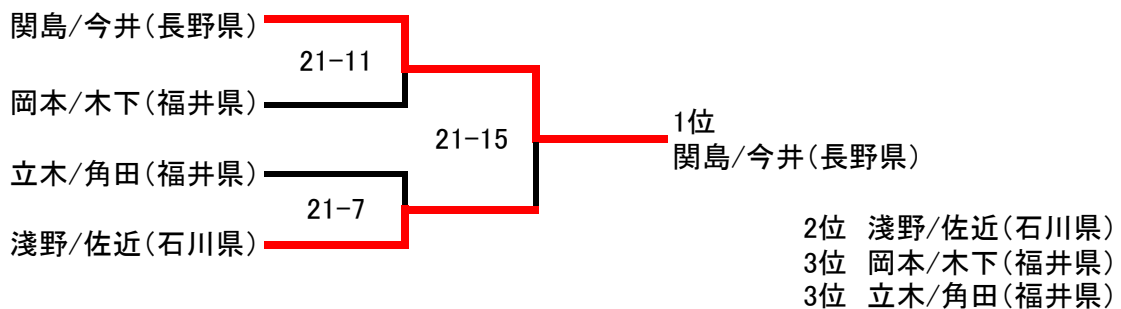 関島/今井(長野県)
21-11
岡本/木下(福井県)
21-15
1位
関島/今井(長野県)
立木/角田(福井県)
21-7
淺野/佐近(石川県)
2位 淺野/佐近(石川県)
3位 岡本/木下(福井県)
3位 立木/角田(福井県)